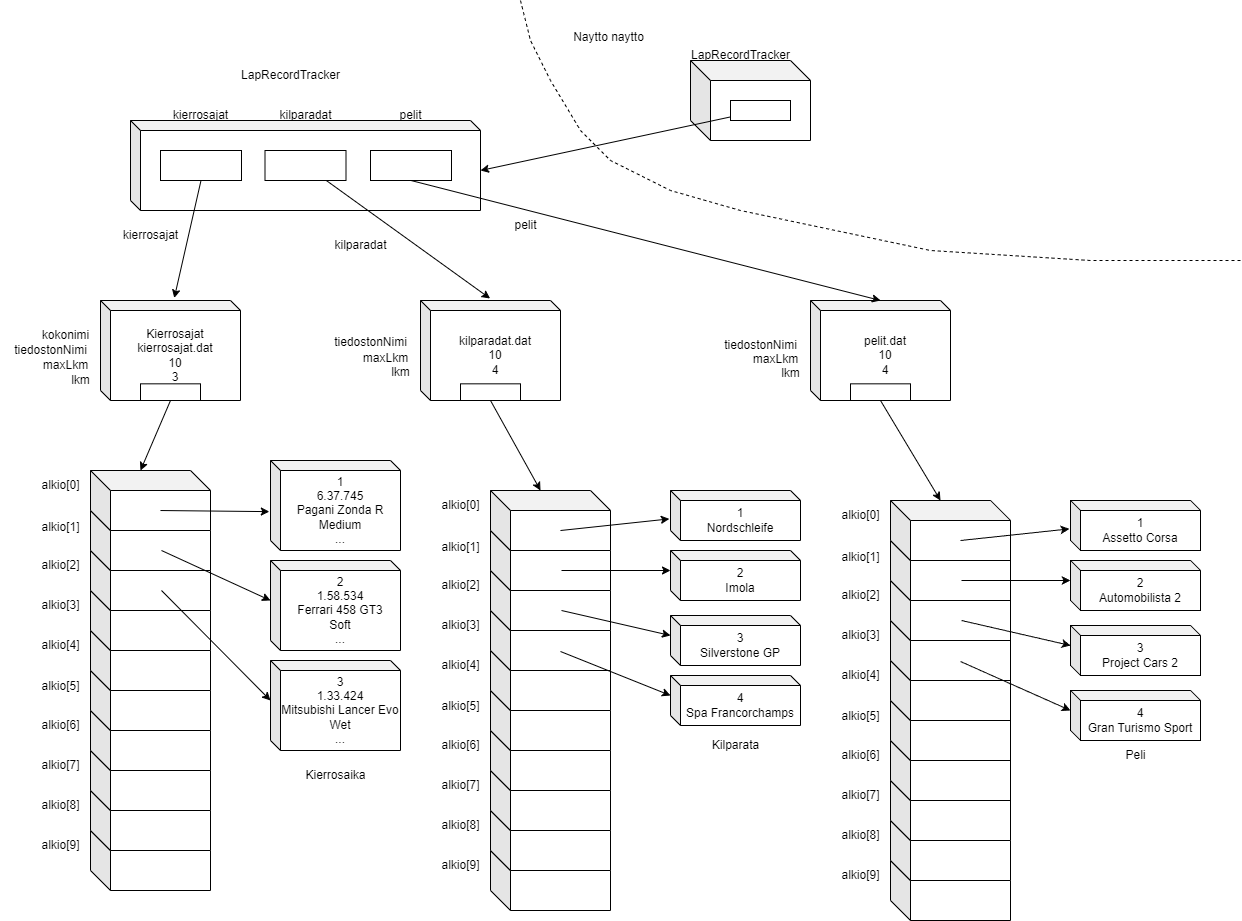 Naytto naytto
LapRecordTracker
LapRecordTracker
kierrosajat
kilparadat
pelit
kierrosajat
kilparadat
pelit
kokonimi
tiedostonNimi
maxLkm
lkm
Kierrosajat
kierrosajat.dat
10
3
tiedostonNimi
maxLkm
lkm
kilparadat.dat
10
4
tiedostonNimi
maxLkm
lkm
pelit.dat
10
4
alkio[0]
alkio[1]
alkio[2]
alkio[3]
alkio[4]
alkio[5]
alkio[6]
alkio[7]
alkio[8]
alkio[9]
1
6.37.745
Pagani Zonda R
Medium
...
2
1.58.534
Ferrari 458 GT3
Soft
...
3
1.33.424
Mitsubishi Lancer Evo
Wet
...
Kierrosaika
alkio[0]
alkio[1]
alkio[2]
alkio[3]
alkio[4]
alkio[5]
alkio[6]
alkio[7]
alkio[8]
alkio[9]
1
Nordschleife
2
Imola
3
Silverstone GP
4
Spa Francorchamps
Kilparata
alkio[0]
alkio[1]
alkio[2]
alkio[3]
alkio[4]
alkio[5]
alkio[6]
alkio[7]
alkio[8]
alkio[9]
1
Assetto Corsa
2
Automobilista 2
3
Project Cars 2
4
Gran Turismo Sport
Peli